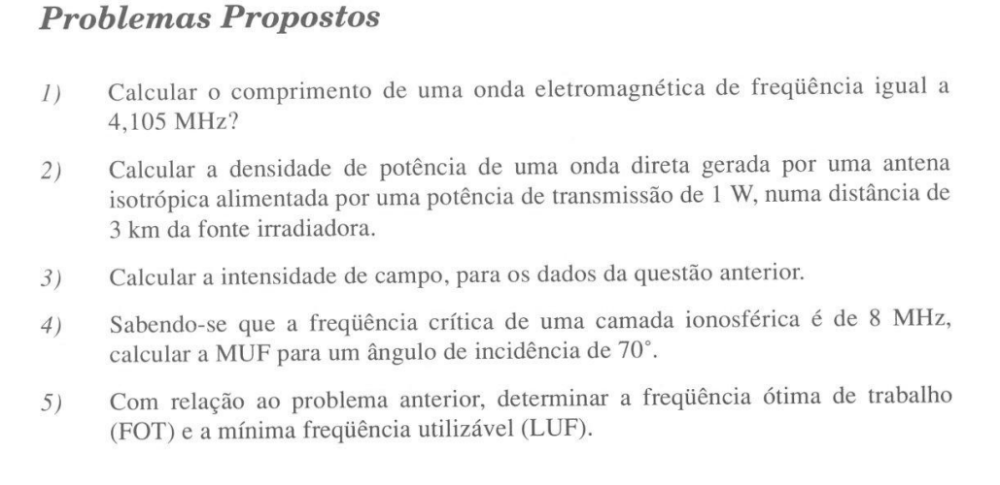 Problemas Propostos
1) Calcular o comprimento de uma onda eletromagnética de freqüência igual a
4,105 MHz?
2) Calcular a densidade de potência de uma onda direta gerada por uma antena
isotrópica alimentada por uma potência de transmissão de 1 W, numa distância de
3 km da fonte irradiadora.
3) Calcular a intensidade de campo, para os dados da questão anterior.
4) Sabendo-se que a freqüência crítica de uma camada ionosférica é de 8 MHz,
calcular a MUF para um ângulo de incidência de 70°.
5) Com relação ao problema anterior, determinar a freqüência ótima de trabalho
(FOT) e a mínima freqüência utilizável (LUF).